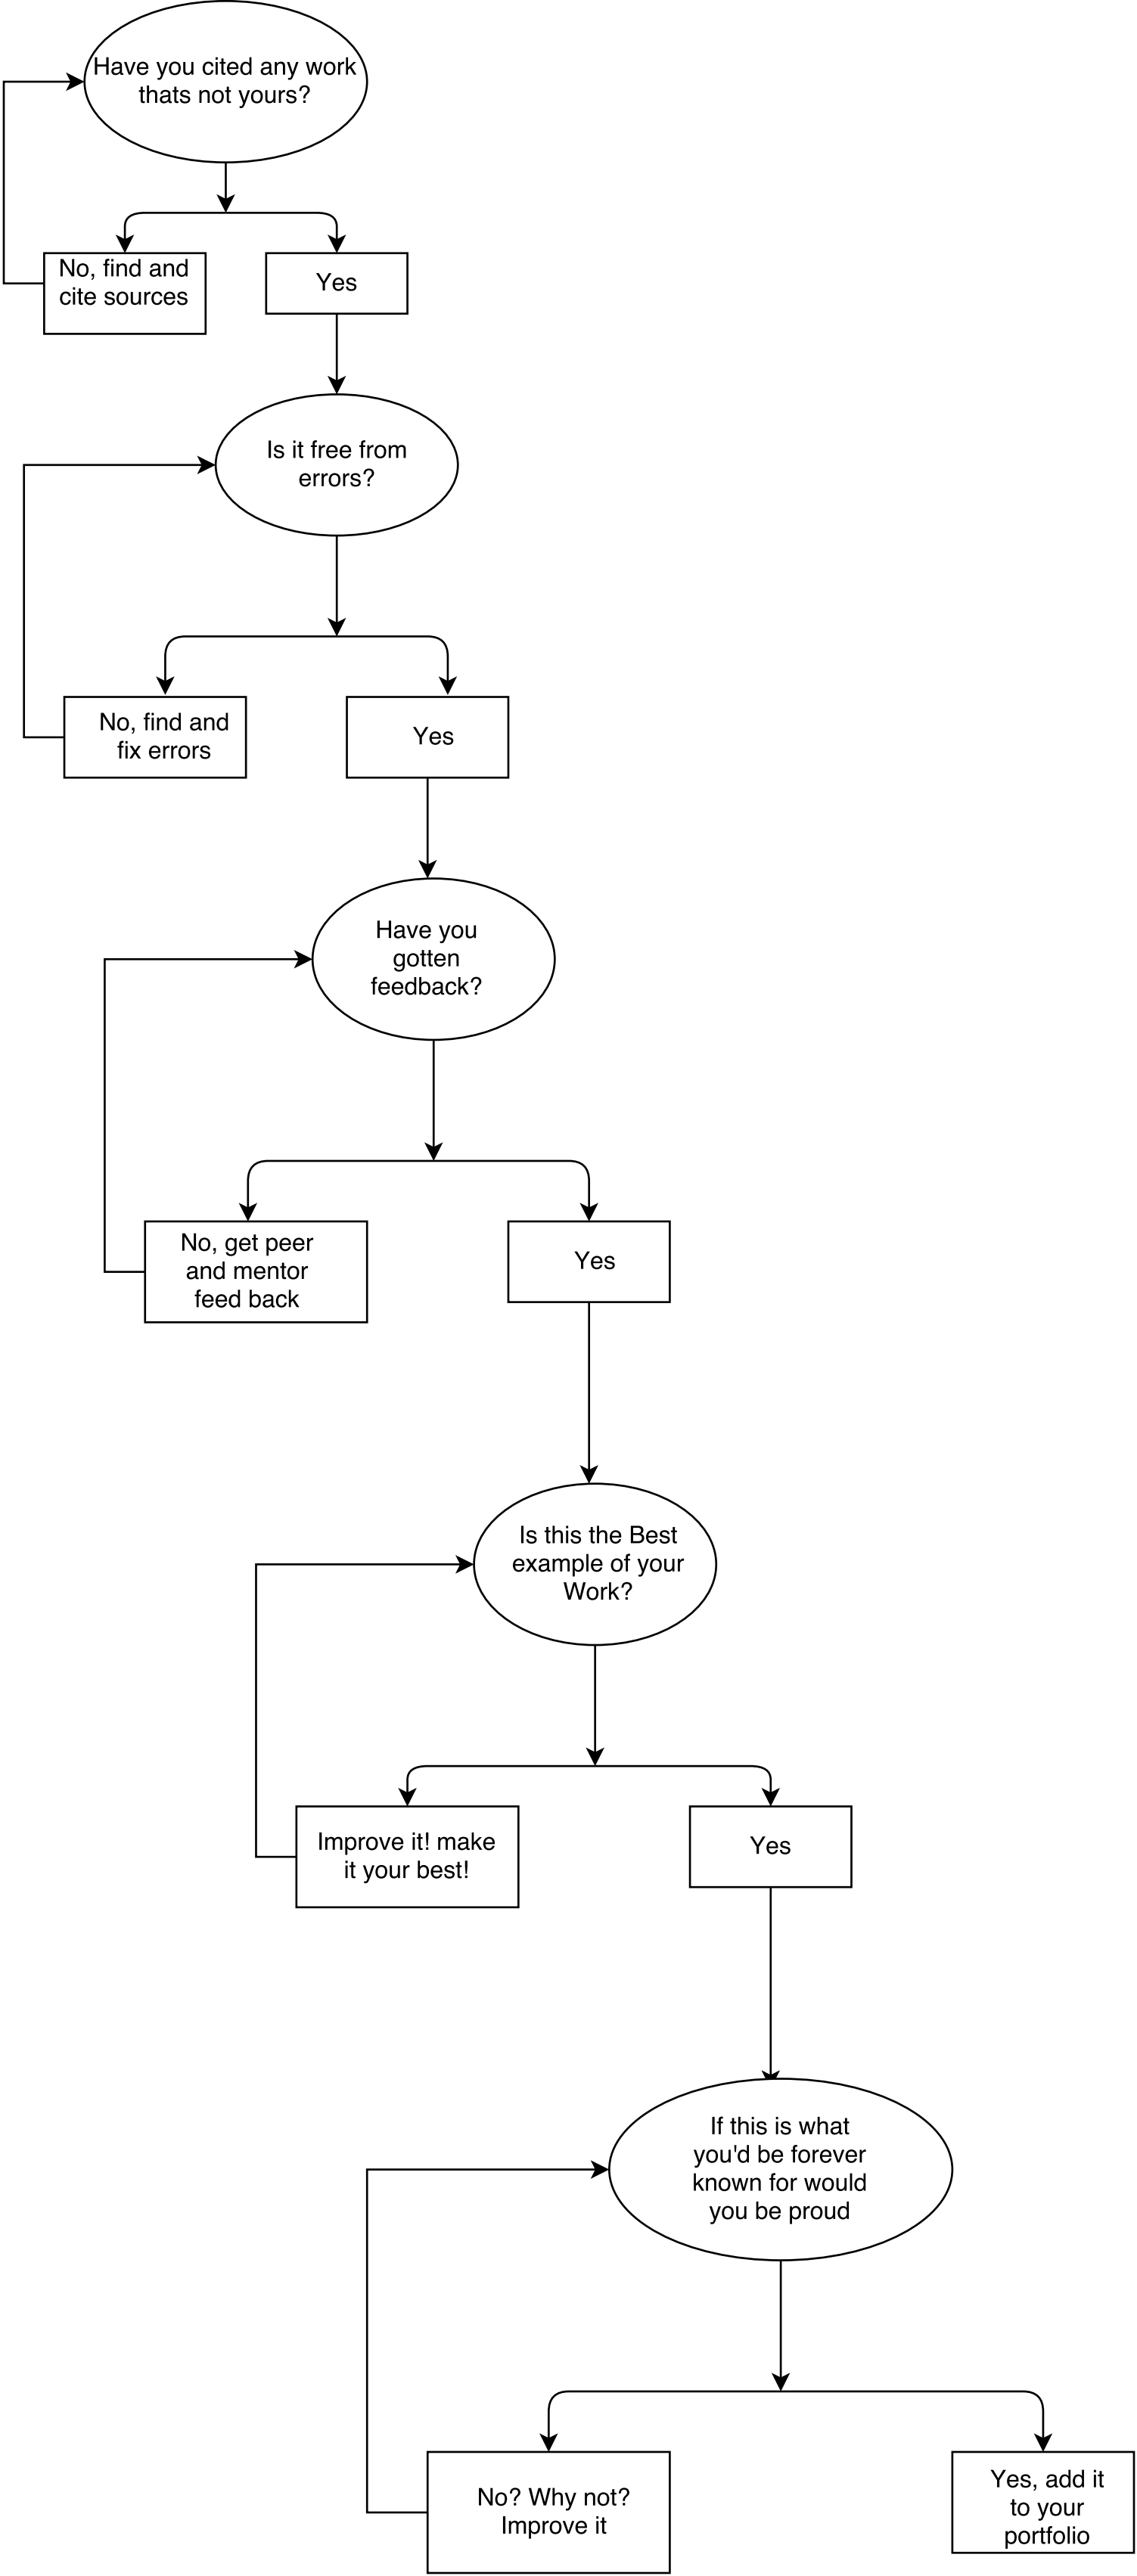 Have you cited any work
thats not yours?
No, find and
cite sources
Yes
Is it free from
errors?
No, find and
fix errors
Yes
Have you
gotten
feedback?
No, get peer
and mentor
feed back
Yes
Is this the Best
example of your
Work?
Improve it! make
it your best!
Yes
If this is what
you'd be forever
known for would
you be proud
No? Why not?
Improve it
Yes, add it
to your
portfolio